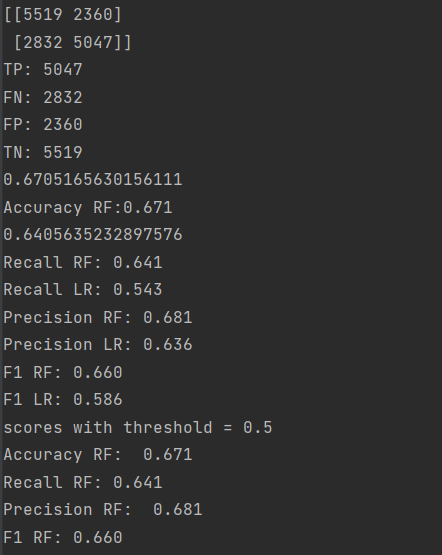 [[5519 2360]
 [2832 5047]]
TP: 5047
FN: 2832
FP: 2360
TN: 5519
0.6705165630156111
Accuracy RF:0.671
0.6405635232897576
Recall RF: 0.641
Recall LR: 0.543
Precision RF: 0.681
Precision LR: 0.636
F1 RF: 0.660
F1 LR: 0.586
scores with threshold = 0.5
Accuracy RF:  0.671
Recall RF: 0.641
Precision RF:  0.681
F1 RF: 0.660